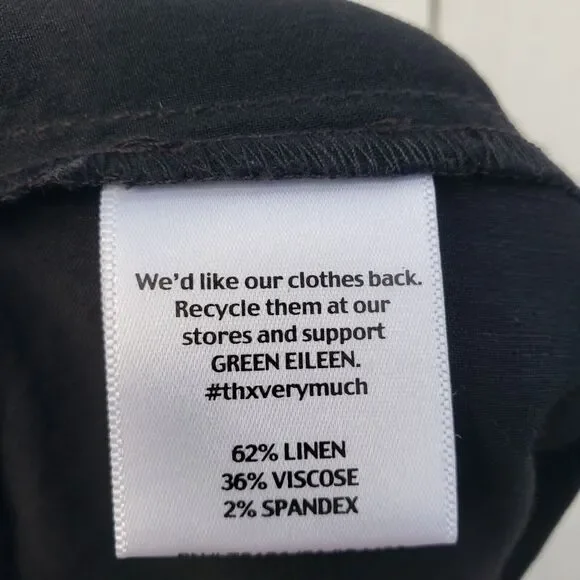 We'd like our clothes back.
Recycle them at our
stores and support
GREEN EILEEN.
#thxverymuch
62% LINEN
36% VISCOSE
2% SPANDEX